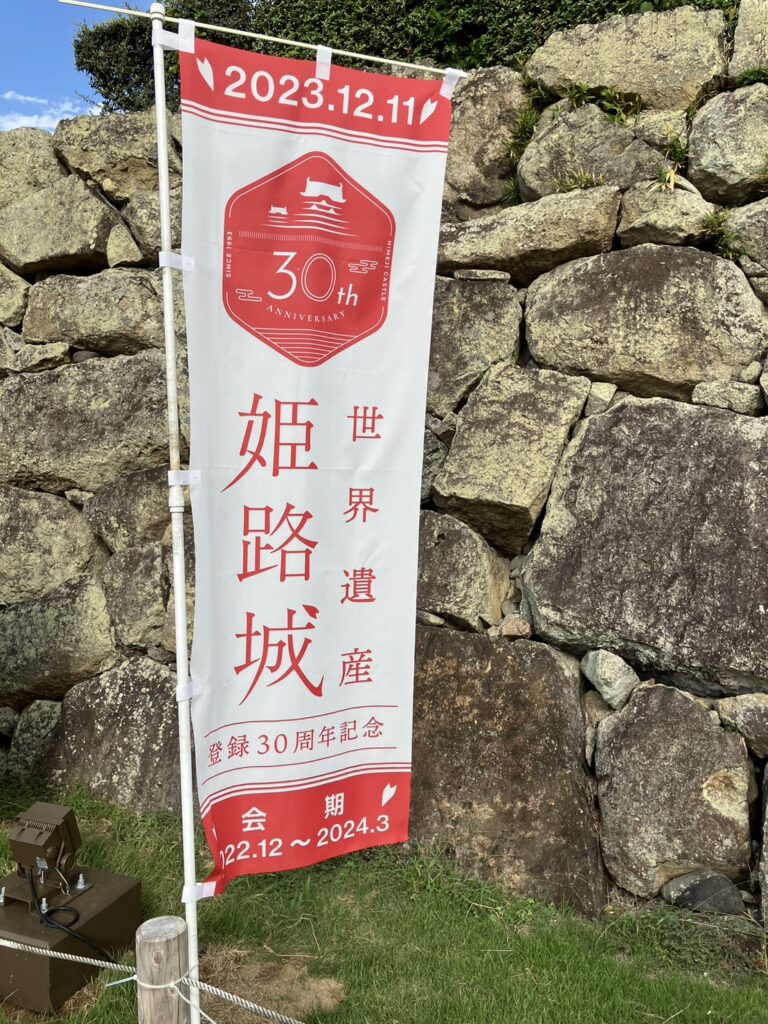 2023.12.11
SINCE 1993
HIMEJI CASTLE
30th
ANNIVERSARY
世界遺産
姫路城
登録30周年記念
会期
022.12～2024.3